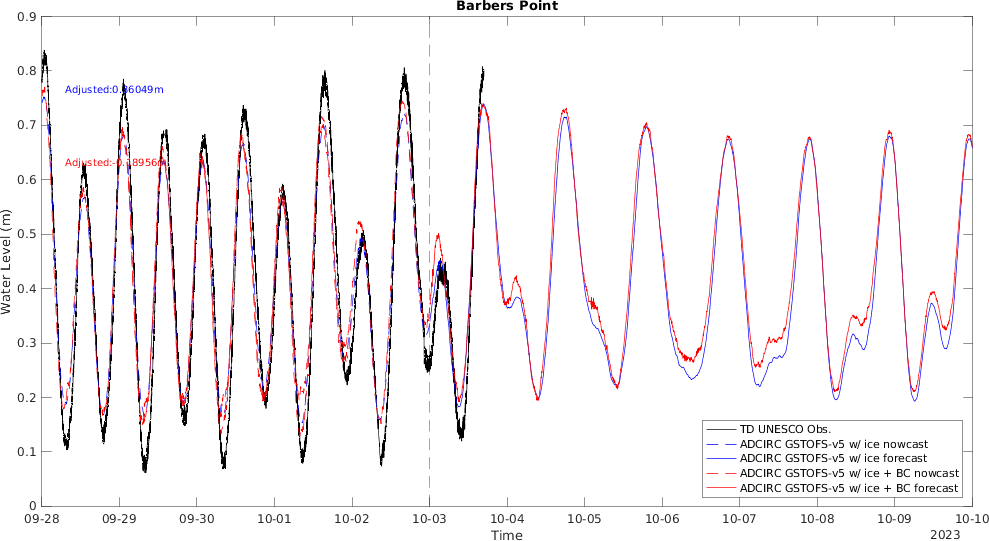 Barbers Point
0.9
0.8
0.7
0.6
0.5
0.4
0.3
0.2
0.1
0
Water Level (m)
Adjusted:0.36049m
Adjusted:-0.18956m
TD UNESCO Obs.
ADCIRC GSTOFS-v5 w/ ice nowcast
ADCIRC GSTOFS-v5 w/ ice forecast
ADCIRC GSTOFS-v5 w/ ice + BC nowcast
ADCIRC GSTOFS-v5 w/ ice + BC forecast
09-28 09-29 09-30 10-01 10-02 10-03 10-04 10-05 10-06 10-07 10-08 10-09 10-10
Time
2023